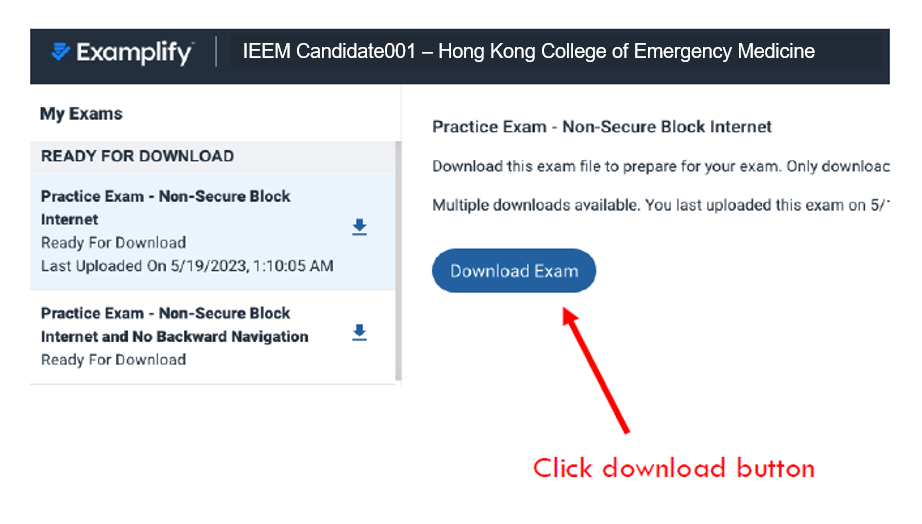 Examplify
IEEM Candidate001 – Hong Kong College of Emergency Medicine
My Exams
READY FOR DOWNLOAD
Practice Exam - Non-Secure Block
Internet
Ready For Download
Last Uploaded On 5/19/2023, 1:10:05 AM
Practice Exam - Non-Secure Block
Internet and No Backward Navigation
Ready For Download
Practice Exam - Non-Secure Block Internet
Download this exam file to prepare for your exam. Only
Multiple downloads available. You last uploaded this exam on 5/
Download Exam
Click download button